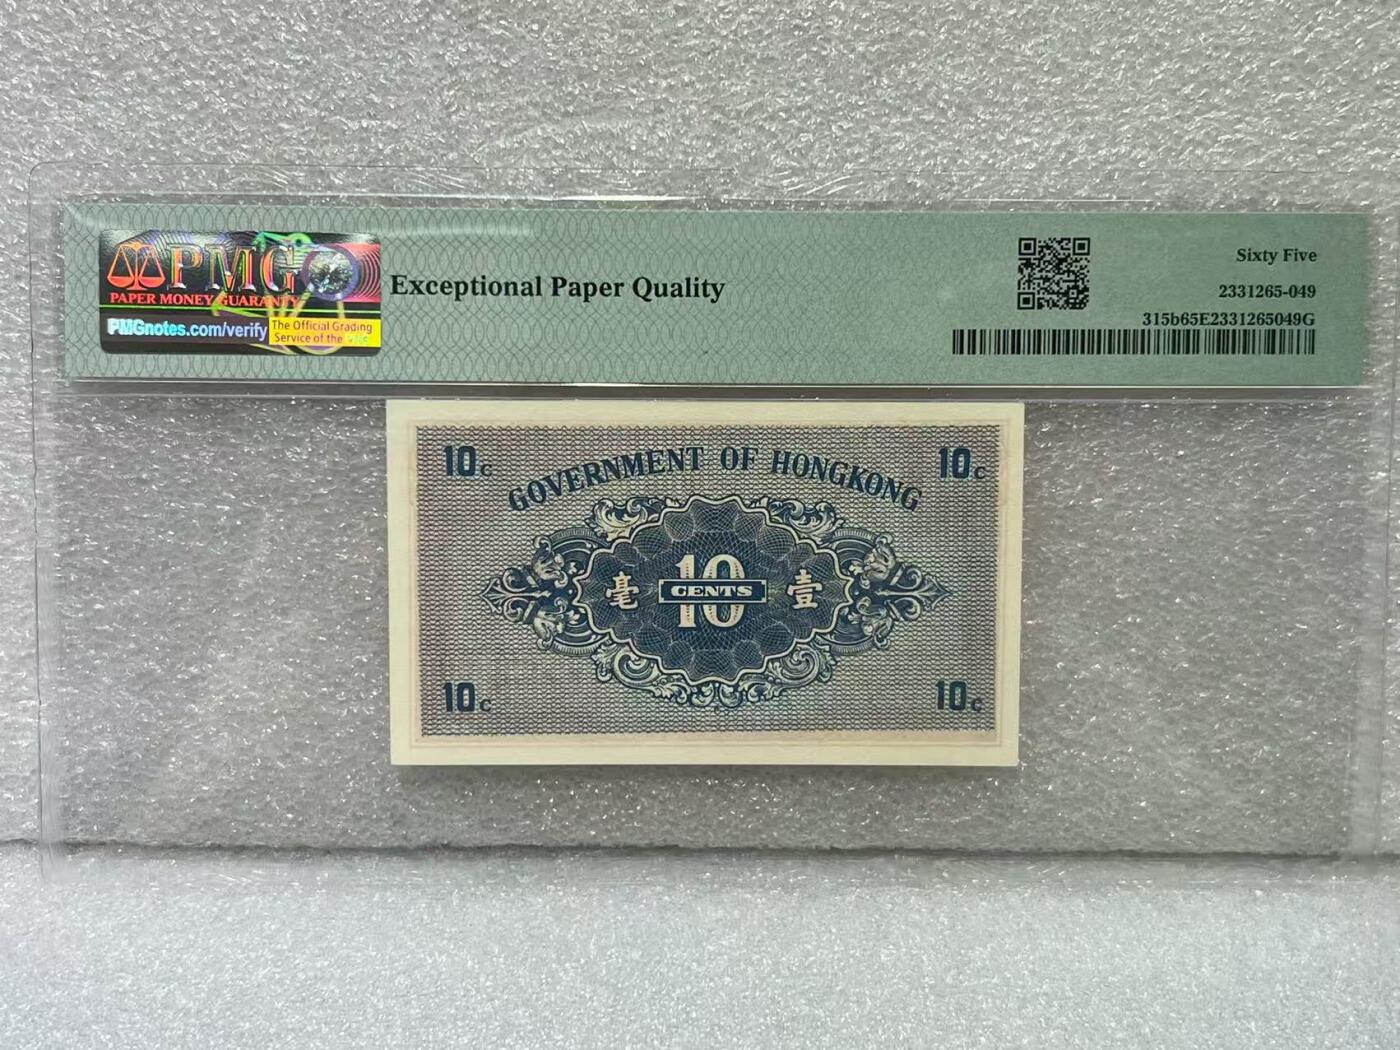 PMG
PAPER MONEY GUARANTY
PMGnotes.com/verify
The Official Grading
Service of the
Exceptional Paper Quality
Sixty Five
2331265-049
315b65E2331265049G
10c
10c
GOVERNMENT OF HONGKONG
毫
10
CENTS
壹
10c
10c